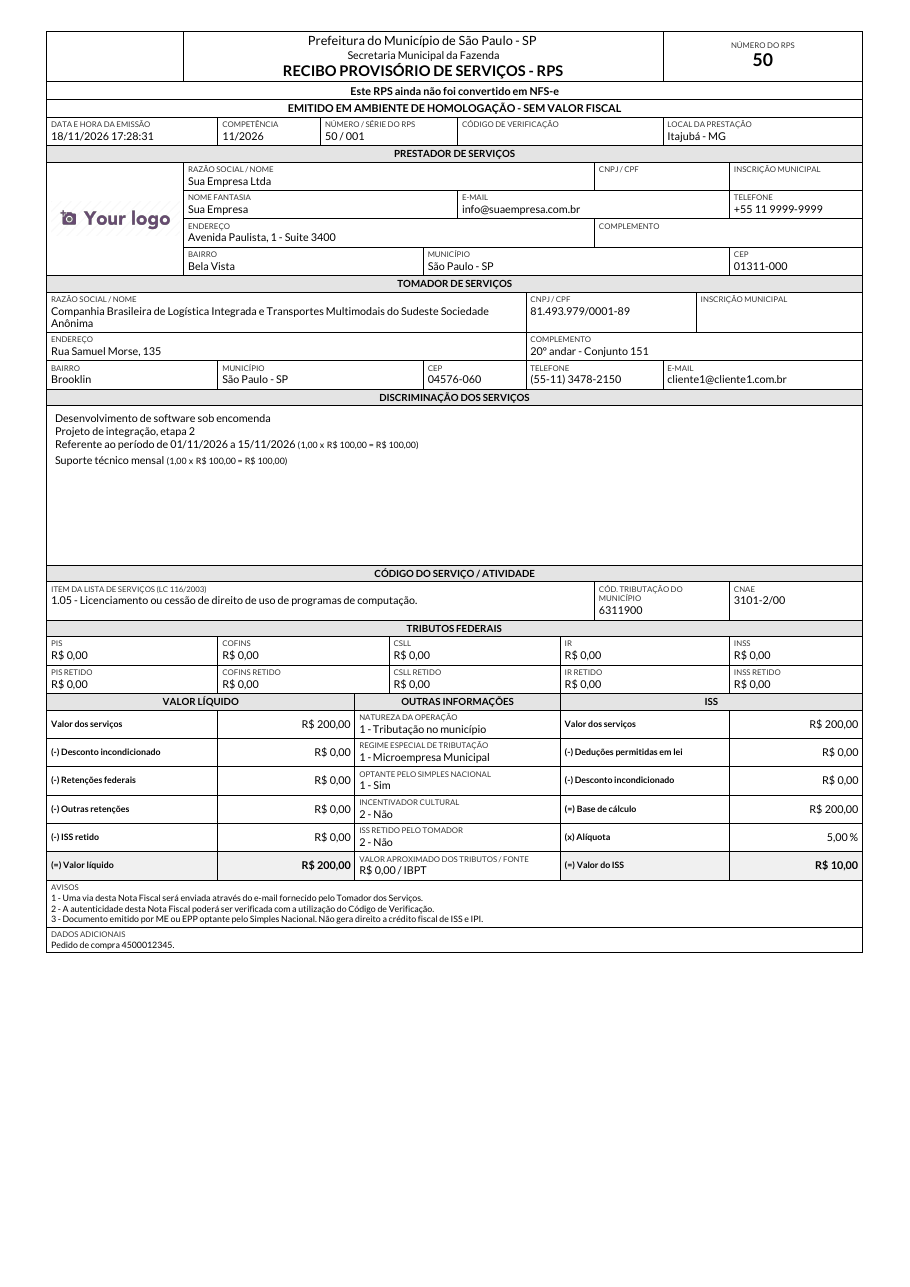 Prefeitura do Município de São Paulo - SP
Secretaria Municipal da Fazenda
RECIBO PROVISÓRIO DE SERVIÇOS - RPS
NÚMERO DO RPS
50
Este RPS ainda não foi convertido em NFS-e
EMITIDO EM AMBIENTE DE HOMOLOGAÇÃO - SEM VALOR FISCAL
DATA E HORA DA EMISSÃO COMPETÊNCIA NÚMERO / SÉRIE DO RPS CÓDIGO DE VERIFICAÇÃO LOCAL DA PRESTAÇÃO
18/11/2026 17:28:31 11/2026 50 / 001 Itajubá - MG
PRESTADOR DE SERVIÇOS
Your logo
RAZÃO SOCIAL / NOME CNPJ / CPF INSCRIÇÃO MUNICIPAL
Sua Empresa Ltda
NOME FANTASIA E-MAIL TELEFONE
Sua Empresa info@suaempresa.com.br +55 11 9999-9999
ENDEREÇO COMPLEMENTO
Avenida Paulista, 1 - Suite 3400
BAIRRO MUNICÍPIO CEP
Bela Vista São Paulo - SP 01311-000
TOMADOR DE SERVIÇOS
RAZÃO SOCIAL / NOME CNPJ / CPF INSCRIÇÃO MUNICIPAL
Companhia Brasileira de Logística Integrada e Transportes Multimodais do Sudeste Sociedade 81.493.979/0001-89
Anônima
ENDEREÇO COMPLEMENTO
Rua Samuel Morse, 135 20º andar - Conjunto 151
BAIRRO MUNICÍPIO CEP TELEFONE E-MAIL
Brooklin São Paulo - SP 04576-060 (55-11) 3478-2150 cliente1@cliente1.com.br
DISCRIMINAÇÃO DOS SERVIÇOS
Desenvolvimento de software sob encomenda
Projeto de integração, etapa 2
Referente ao período de 01/11/2026 a 15/11/2026 (1,00 x R$ 100,00 = R$ 100,00)
Suporte técnico mensal (1,00 x R$ 100,00 = R$ 100,00)
CÓDIGO DO SERVIÇO / ATIVIDADE
ITEM DA LISTA DE SERVIÇOS (LC 116/2003) CÓD. TRIBUTAÇÃO DO MUNICÍPIO CNAE
1.05 - Licenciamento ou cessão de direito de uso de programas de computação. 6311900 3101-2/00
TRIBUTOS FEDERAIS
PIS COFINS CSLL IR INSS
R$ 0,00 R$ 0,00 R$ 0,00 R$ 0,00 R$ 0,00
PIS RETIDO COFINS RETIDO CSLL RETIDO IR RETIDO INSS RETIDO
R$ 0,00 R$ 0,00 R$ 0,00 R$ 0,00 R$ 0,00
VALOR LÍQUIDO OUTRAS INFORMAÇÕES ISS
Valor dos serviços R$ 200,00 NATUREZA DA OPERAÇÃO 1 - Tributação no município Valor dos serviços R$ 200,00
(-) Desconto incondicionado R$ 0,00 REGIME ESPECIAL DE TRIBUTAÇÃO 1 - Microempresa Municipal (-) Deduções permitidas em lei R$ 0,00
(-) Retenções federais R$ 0,00 OPTANTE PELO SIMPLES NACIONAL 1 - Sim (-) Desconto incondicionado R$ 0,00
(-) Outras retenções R$ 0,00 INCENTIVADOR CULTURAL 2 - Não (=) Base de cálculo R$ 200,00
(-) ISS retido R$ 0,00 ISS RETIDO PELO TOMADOR 2 - Não (x) Alíquota 5,00 %
(=) Valor líquido R$ 200,00 VALOR APROXIMADO DOS TRIBUTOS / FONTE R$ 0,00 / IBPT (=) Valor do ISS R$ 10,00
AVISOS
1 - Uma via desta Nota Fiscal será enviada através do e-mail fornecido pelo Tomador dos Serviços.
2 - A autenticidade desta Nota Fiscal poderá ser verificada com a utilização do Código de Verificação.
3 - Documento emitido por ME ou EPP optante pelo Simples Nacional. Não gera direito a crédito fiscal de ISS e IPI.
DADOS ADICIONAIS
Pedido de compra 4500012345.